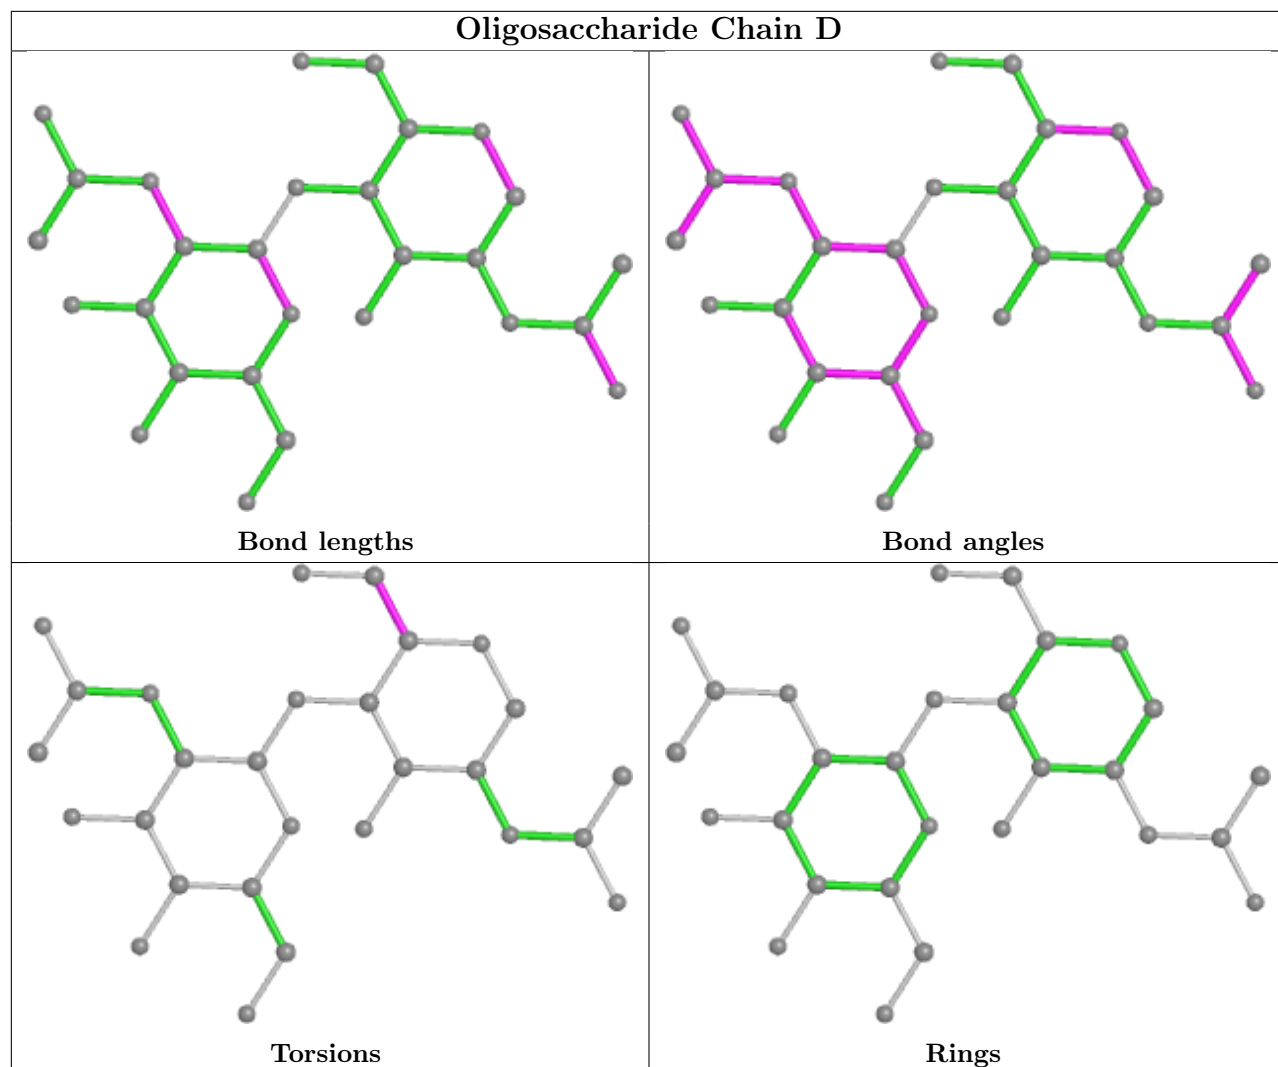 Oligosaccharide Chain D
Bond lengths
Bond angles
Torsions
Rings